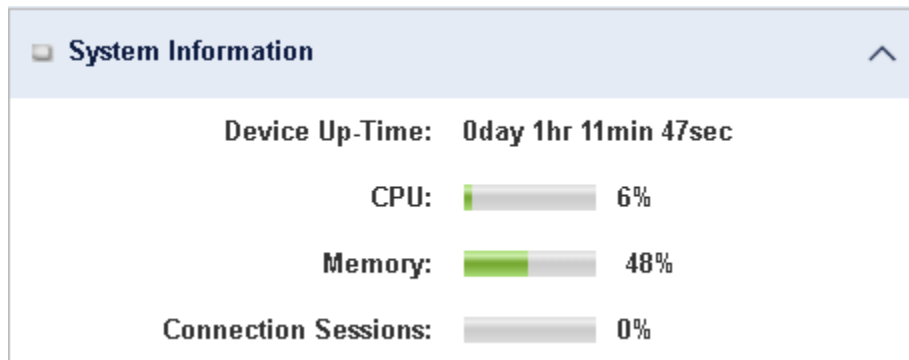 System Information
Device Up-Time: 0day 1hr 11min 47sec
CPU: 6%
Memory: 48%
Connection Sessions: 0%